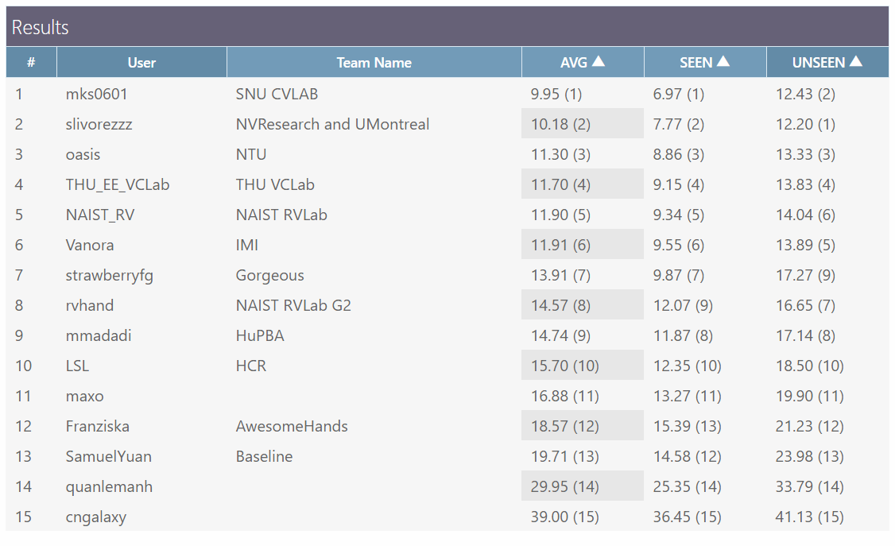 Results
# User Team Name AVG ▲ SEEN ▲ UNSEEN ▲
1 mks0601 SNU CVLAB 9.95 (1) 6.97 (1) 12.43 (2)
2 slivorezzz NVResearch and UMontreal 10.18 (2) 7.77 (2) 12.20 (1)
3 oasis NTU 11.30 (3) 8.86 (3) 13.33 (3)
4 THU_EE_VCLab THU VCLab 11.70 (4) 9.15 (4) 13.83 (4)
5 NAIST_RV NAIST RVLab 11.90 (5) 9.34 (5) 14.04 (6)
6 Vanora IMI 11.91 (6) 9.55 (6) 13.89 (5)
7 strawberryfg Gorgeous 13.91 (7) 9.87 (7) 17.27 (9)
8 rvhand NAIST RVLab G2 14.57 (8) 12.07 (9) 16.65 (7)
9 mmadadi HuPBA 14.74 (9) 11.87 (8) 17.14 (8)
10 LSL HCR 15.70 (10) 12.35 (10) 18.50 (10)
11 maxo 16.88 (11) 13.27 (11) 19.90 (11)
12 Franziska AwesomeHands 18.57 (12) 15.39 (13) 21.23 (12)
13 SamuelYuan Baseline 19.71 (13) 14.58 (12) 23.98 (13)
14 quanlemanh 29.95 (14) 25.35 (14) 33.79 (14)
15 cngalaxy 39.00 (15) 36.45 (15) 41.13 (15)